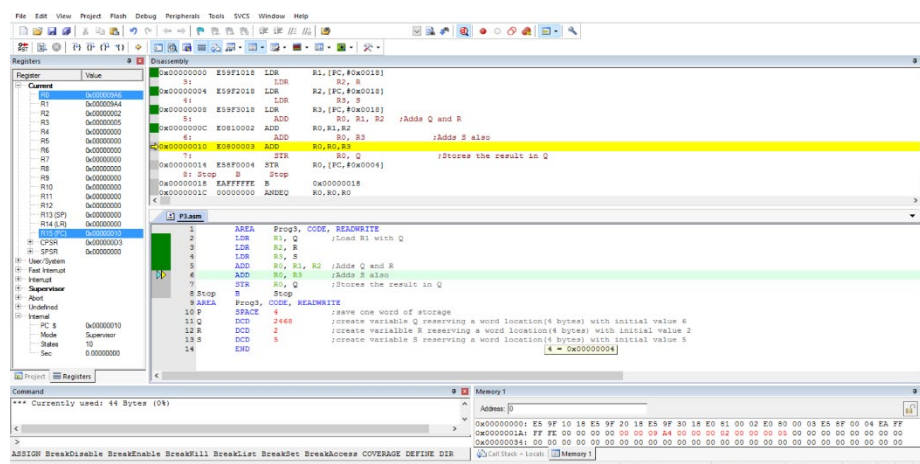 File Edit View Project Flash Debug Peripherals Tools SVCS Window Help
Registers
Register Value
Current
R0 0x000009A6
R1 0x000009A4
R2 0x00000002
R3 0x00000005
R4 0x00000000
R5 0x00000000
R6 0x00000000
R7 0x00000000
R8 0x00000000
R9 0x00000000
R10 0x00000000
R11 0x00000000
R12 0x00000000
R13 (SP) 0x00000000
R14 (LR) 0x00000000
R15 (PC) 0x00000010
CPSR 0x000000D3
SPSR 0x00000000
User/System
Fast Interrupt
Interrupt
Supervisor
Abort
Undefined
Internal
PC $ 0x00000010
Mode Supervisor
States 10
Sec 0.00000000
Project Registers
Disassembly
0x00000000 E59F1018 LDR R1,[PC,#0x0018]
3: LDR R2, R
0x00000004 E59F2018 LDR R2,[PC,#0x0018]
4: LDR R3, S
0x00000008 E59F3018 LDR R3,[PC,#0x0018]
5: ADD R0, R1, R2 ;Adds Q and R
0x0000000C E0810002 ADD R0,R1,R2
6: ADD R0, R3 ;Adds S also
0x00000010 E0800003 ADD R0,R0,R3
7: STR R0, Q ;Stores the result in Q
0x00000014 E58F0004 STR R0,[PC,#0x0004]
8: Stop B Stop
0x00000018 EAFFFFFE B 0x00000018
0x0000001C 00000000 ANDEQ R0,R0,R0
P3.asm
1 AREA Prog3, CODE, READWRITE
2 LDR R1, Q ;Load R1 with Q
3 LDR R2, R
4 LDR R3, S
5 ADD R0, R1, R2 ;Adds Q and R
6 ADD R0, R3 ;Adds S also
7 STR R0, Q ;Stores the result in Q
8 Stop B Stop
9 AREA Prog3, CODE, READWRITE
10 P SPACE 4 ;save one word of storage
11 Q DCD 2468 ;create variable Q reserving a word location(4 bytes) with initial value 6
12 R DCD 2 ;create varialble R reserving a word location(4 bytes) with initial value 2
13 S DCD 5 ;create variable S reserving a word location(4 bytes) with initial value 5
14 END
4 = 0x00000004
Command
*** Currently used: 44 Bytes (0%)
>
ASSIGN BreakDisable BreakEnable BreakKill BreakList BreakSet BreakAccess COVERAGE DEFINE DIR
Memory 1
Address: 0
0x00000000: E5 9F 10 18 E5 9F 20 18 E5 9F 30 18 E0 81 00 02 E0 80 00 03 E5 8F 00 04 EA FF
0x0000001A: FF FE 00 00 00 00 00 00 09 A4 00 00 00 02 00 00 00 05 00 00 00 00 00 00 00 00
0x00000034: 00 00 00 00 00 00 00 00 00 00 00 00 00 00 00 00 00 00 00 00 00 00 00 00 00 00
Call Stack + Locals Memory 1